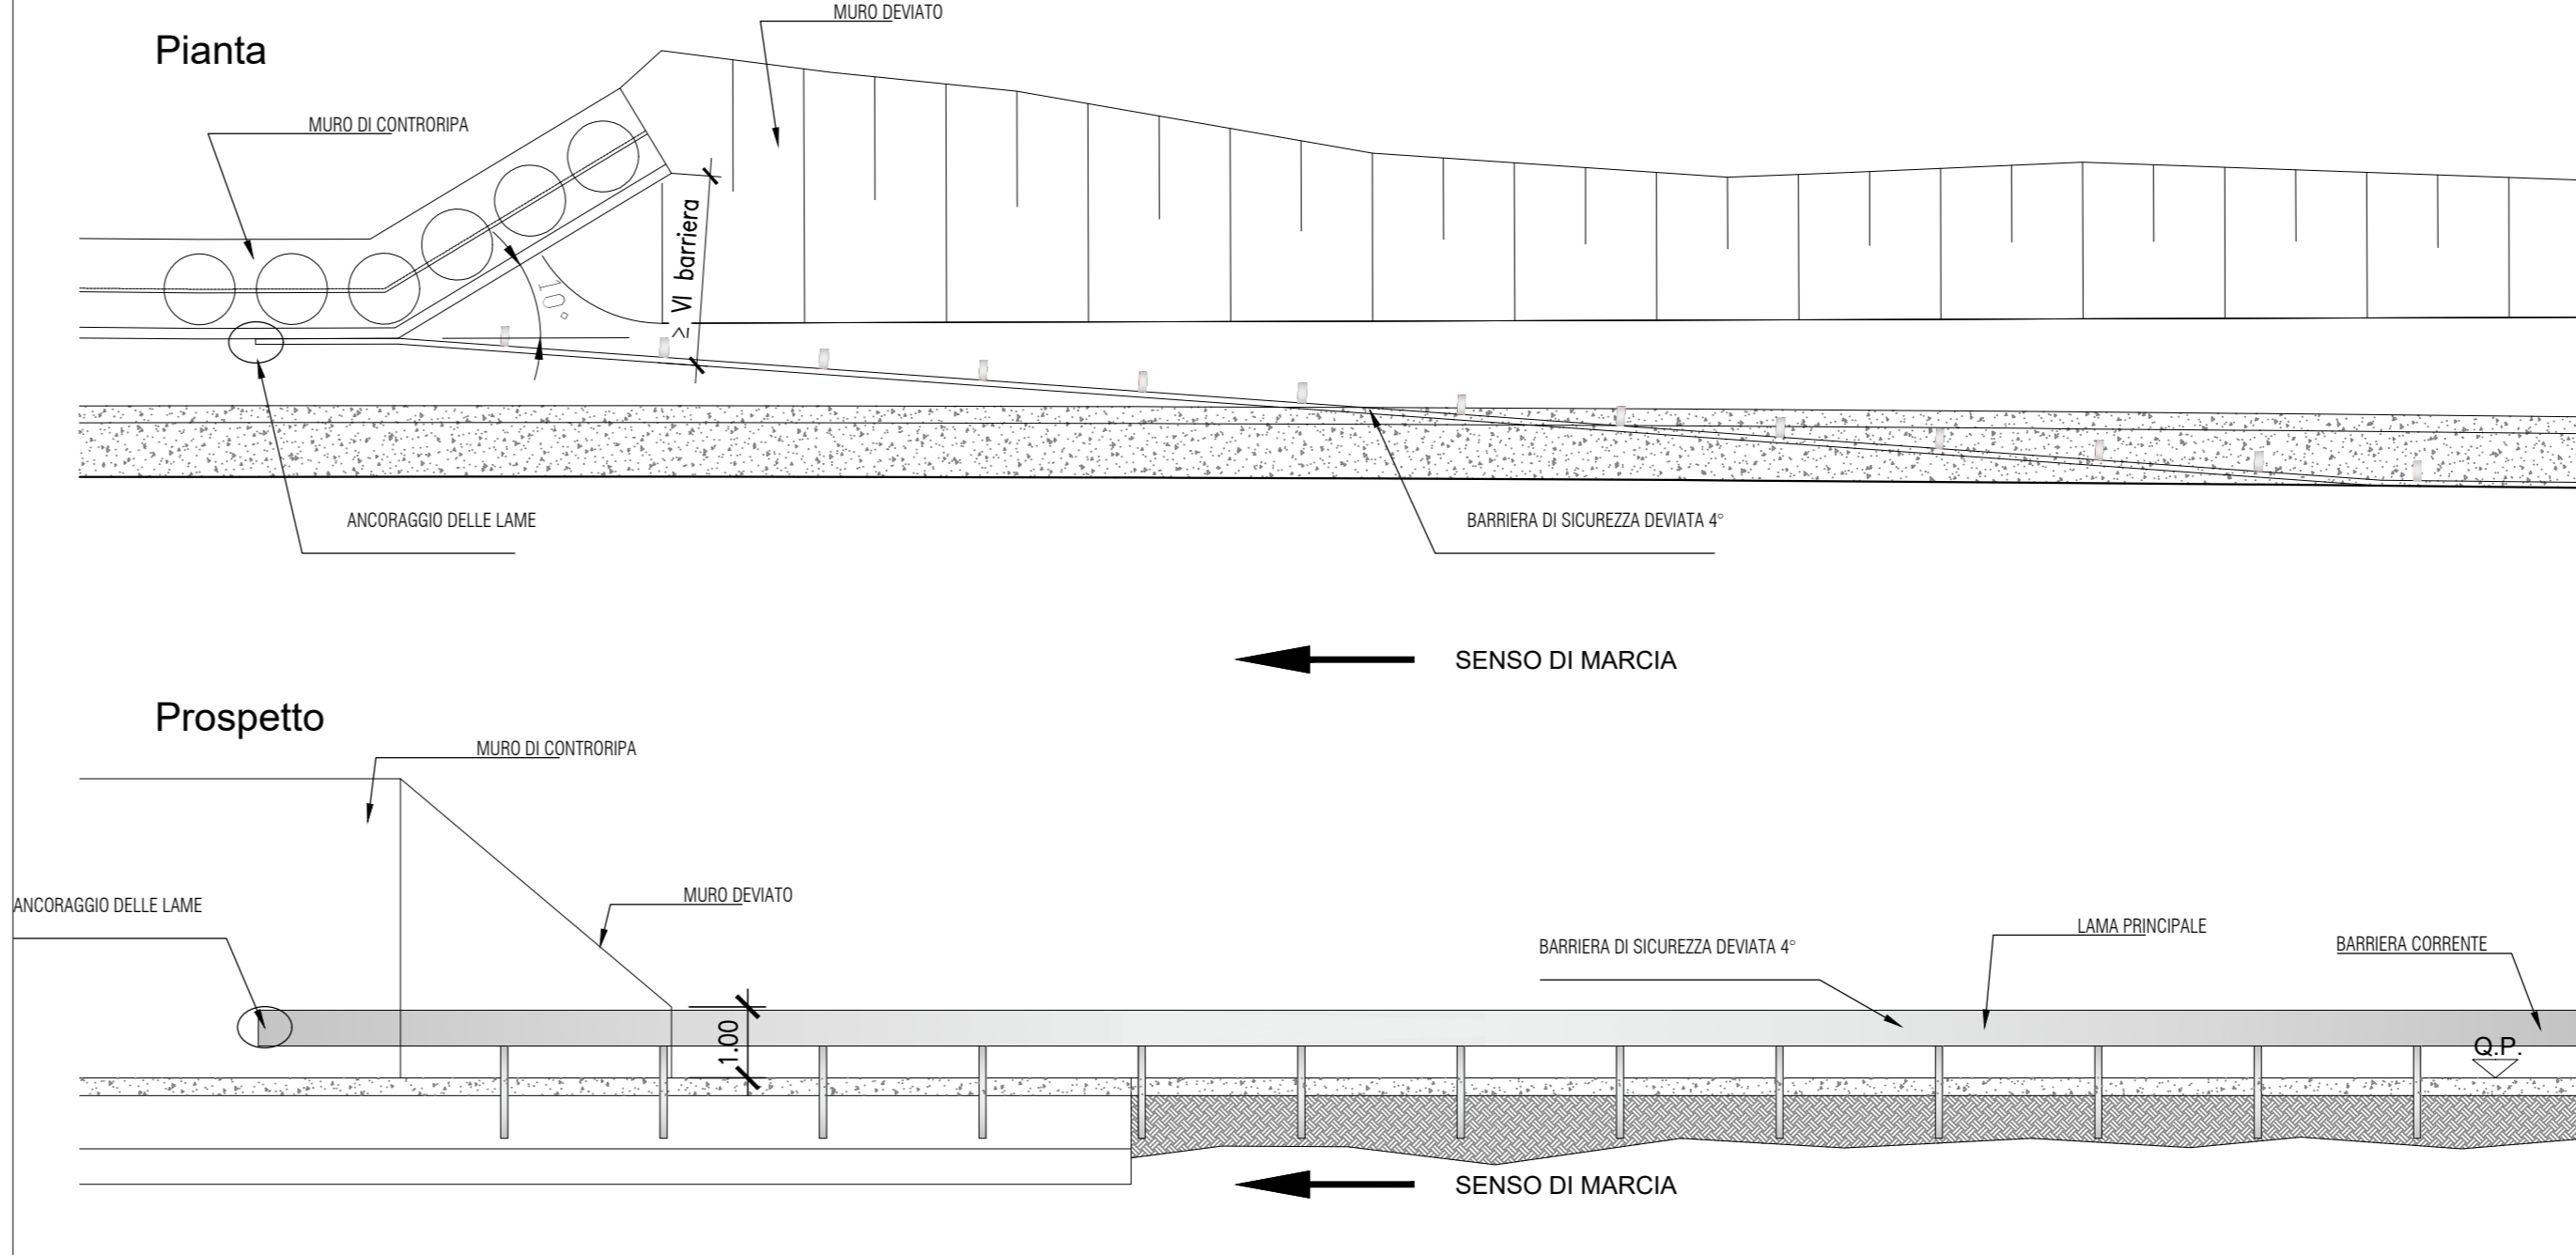 MURO DEVIATO
Pianta
MURO DI CONTRORIPA
≥ VI barriera
10°
ANCORAGGIO DELLE LAME
BARRIERA DI SICUREZZA DEVIATA 4°
SENSO DI MARCIA
Prospetto
MURO DI CONTRORIPA
MURO DEVIATO
ANCORAGGIO DELLE LAME
LAMA PRINCIPALE
BARRIERA DI SICUREZZA DEVIATA 4°
BARRIERA CORRENTE
1.00
Q.P.
SENSO DI MARCIA